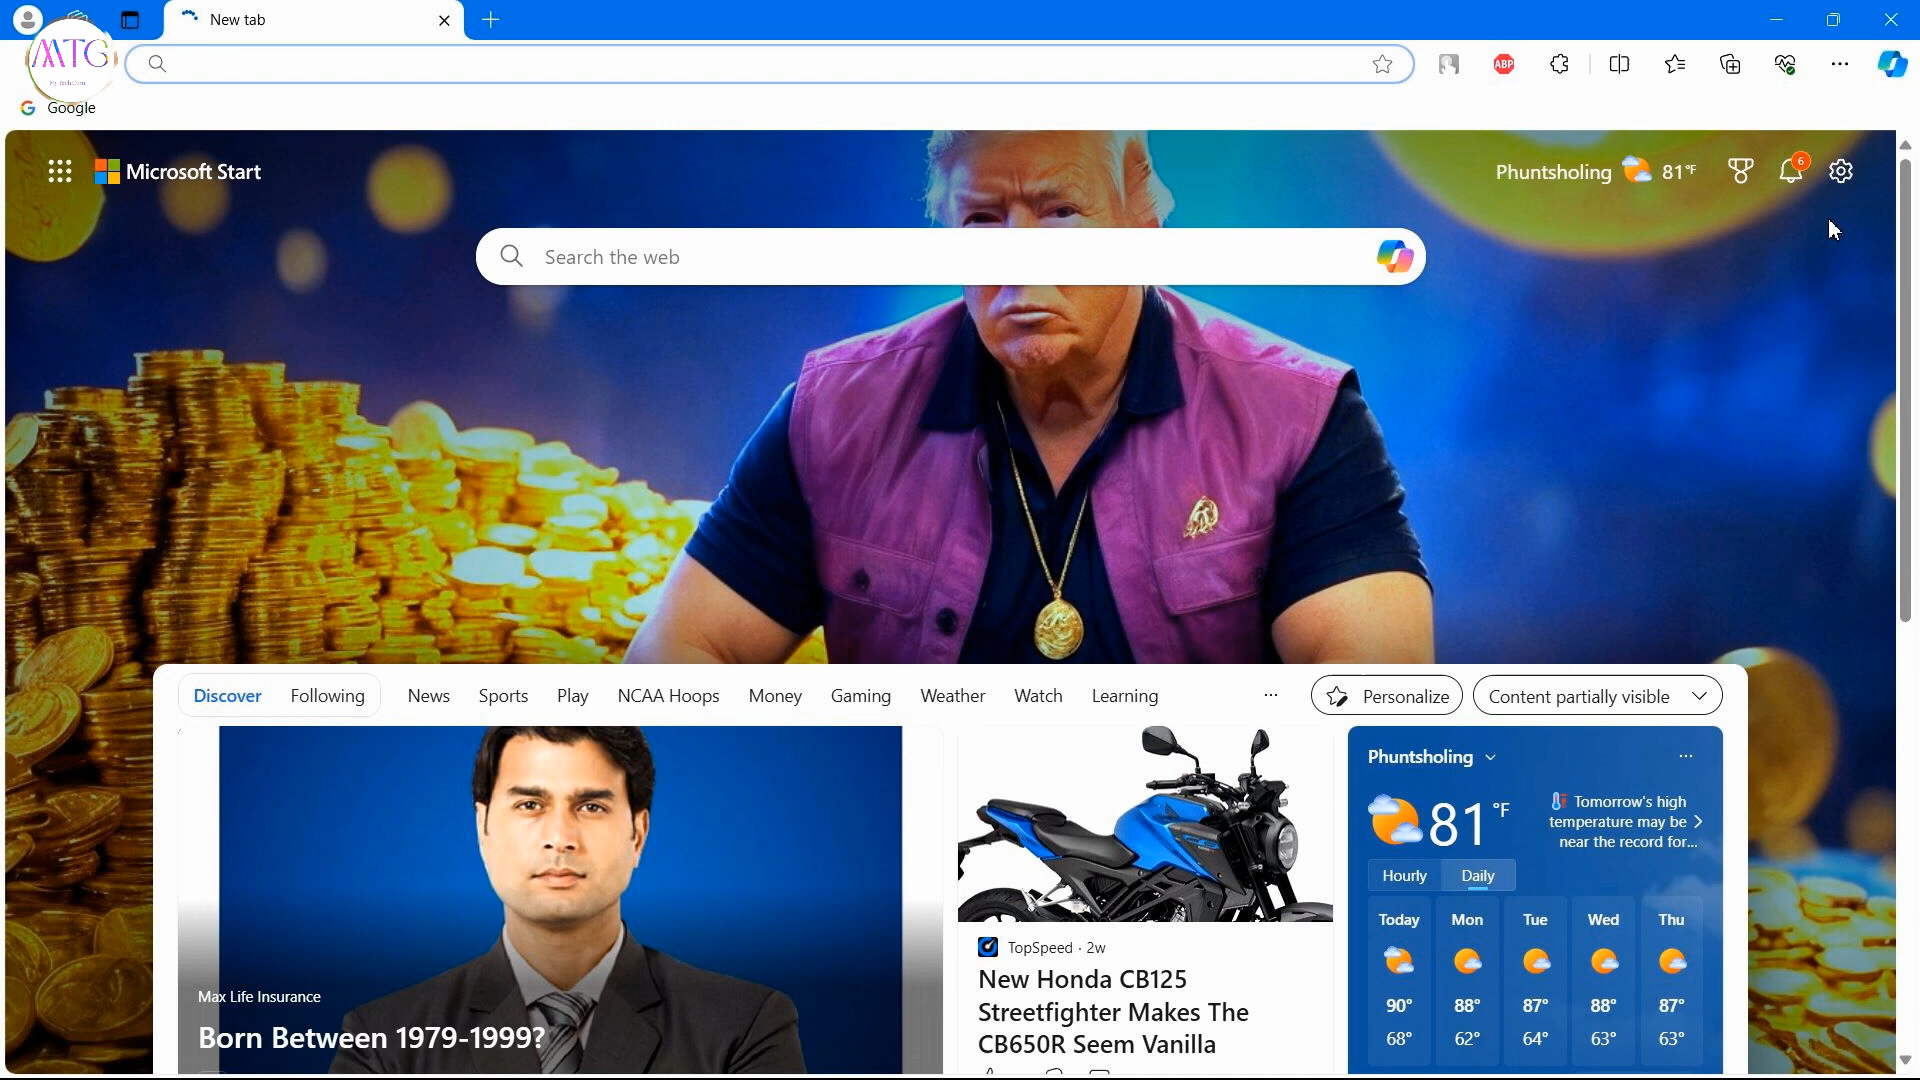 New tab
MTG
ABP
Google
Microsoft Start
Phuntsholing 81°F
6
Search the web
Discover
Following
News
Sports
Play
NCAA Hoops
Money
Gaming
Weather
Watch
Learning
Personalize
Content partially visible
Max Life Insurance
Born Between 1979-1999?
TopSpeed · 2w
New Honda CB125
Streetfighter Makes The
CB650R Seem Vanilla
Phuntsholing
81 °F
Tomorrow's high
temperature may be
near the record for...
Hourly
Daily
Today Mon Tue Wed Thu
90° 88° 87° 88° 87°
68° 62° 64° 63° 63°